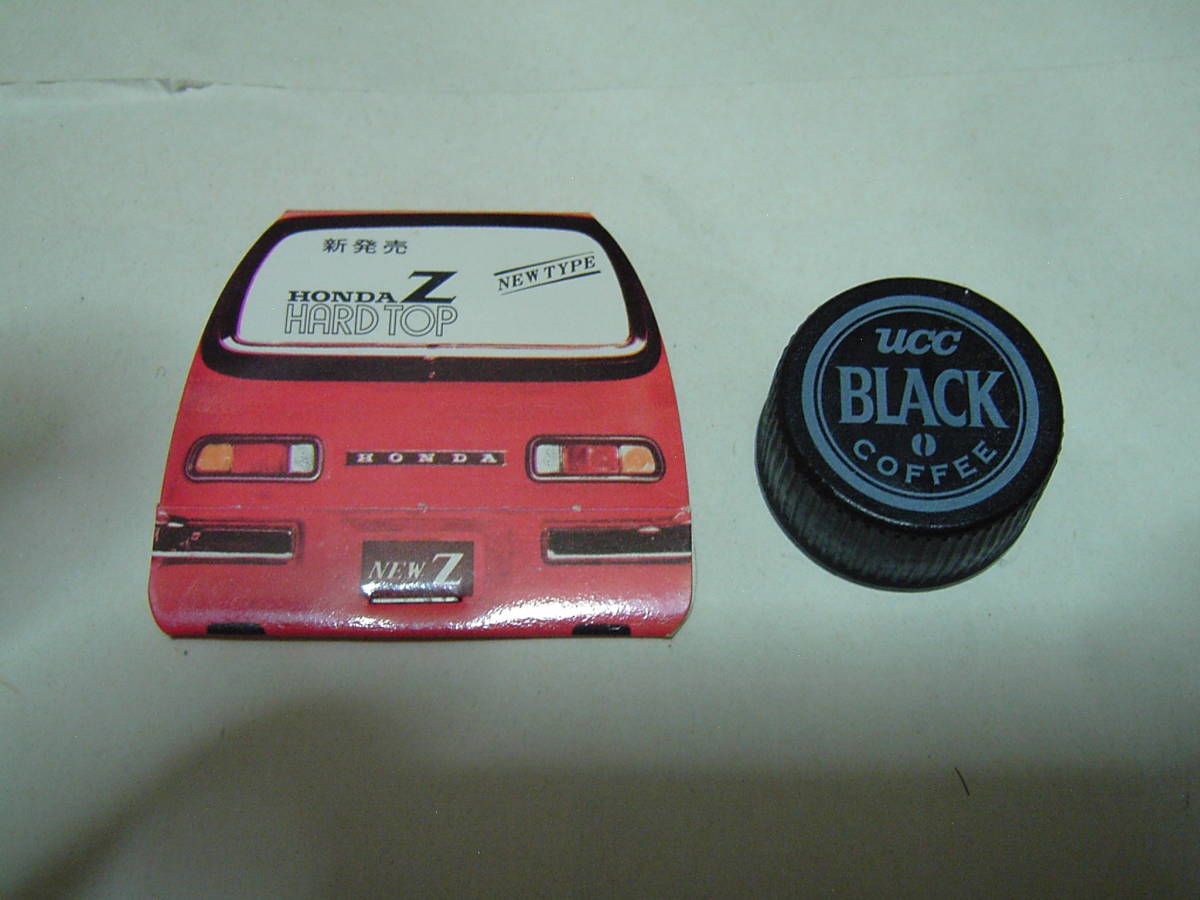 新発売
NEW TYPE
HONDA Z
HARD TOP
HONDA
NEW Z
UCC
BLACK
COFFEE